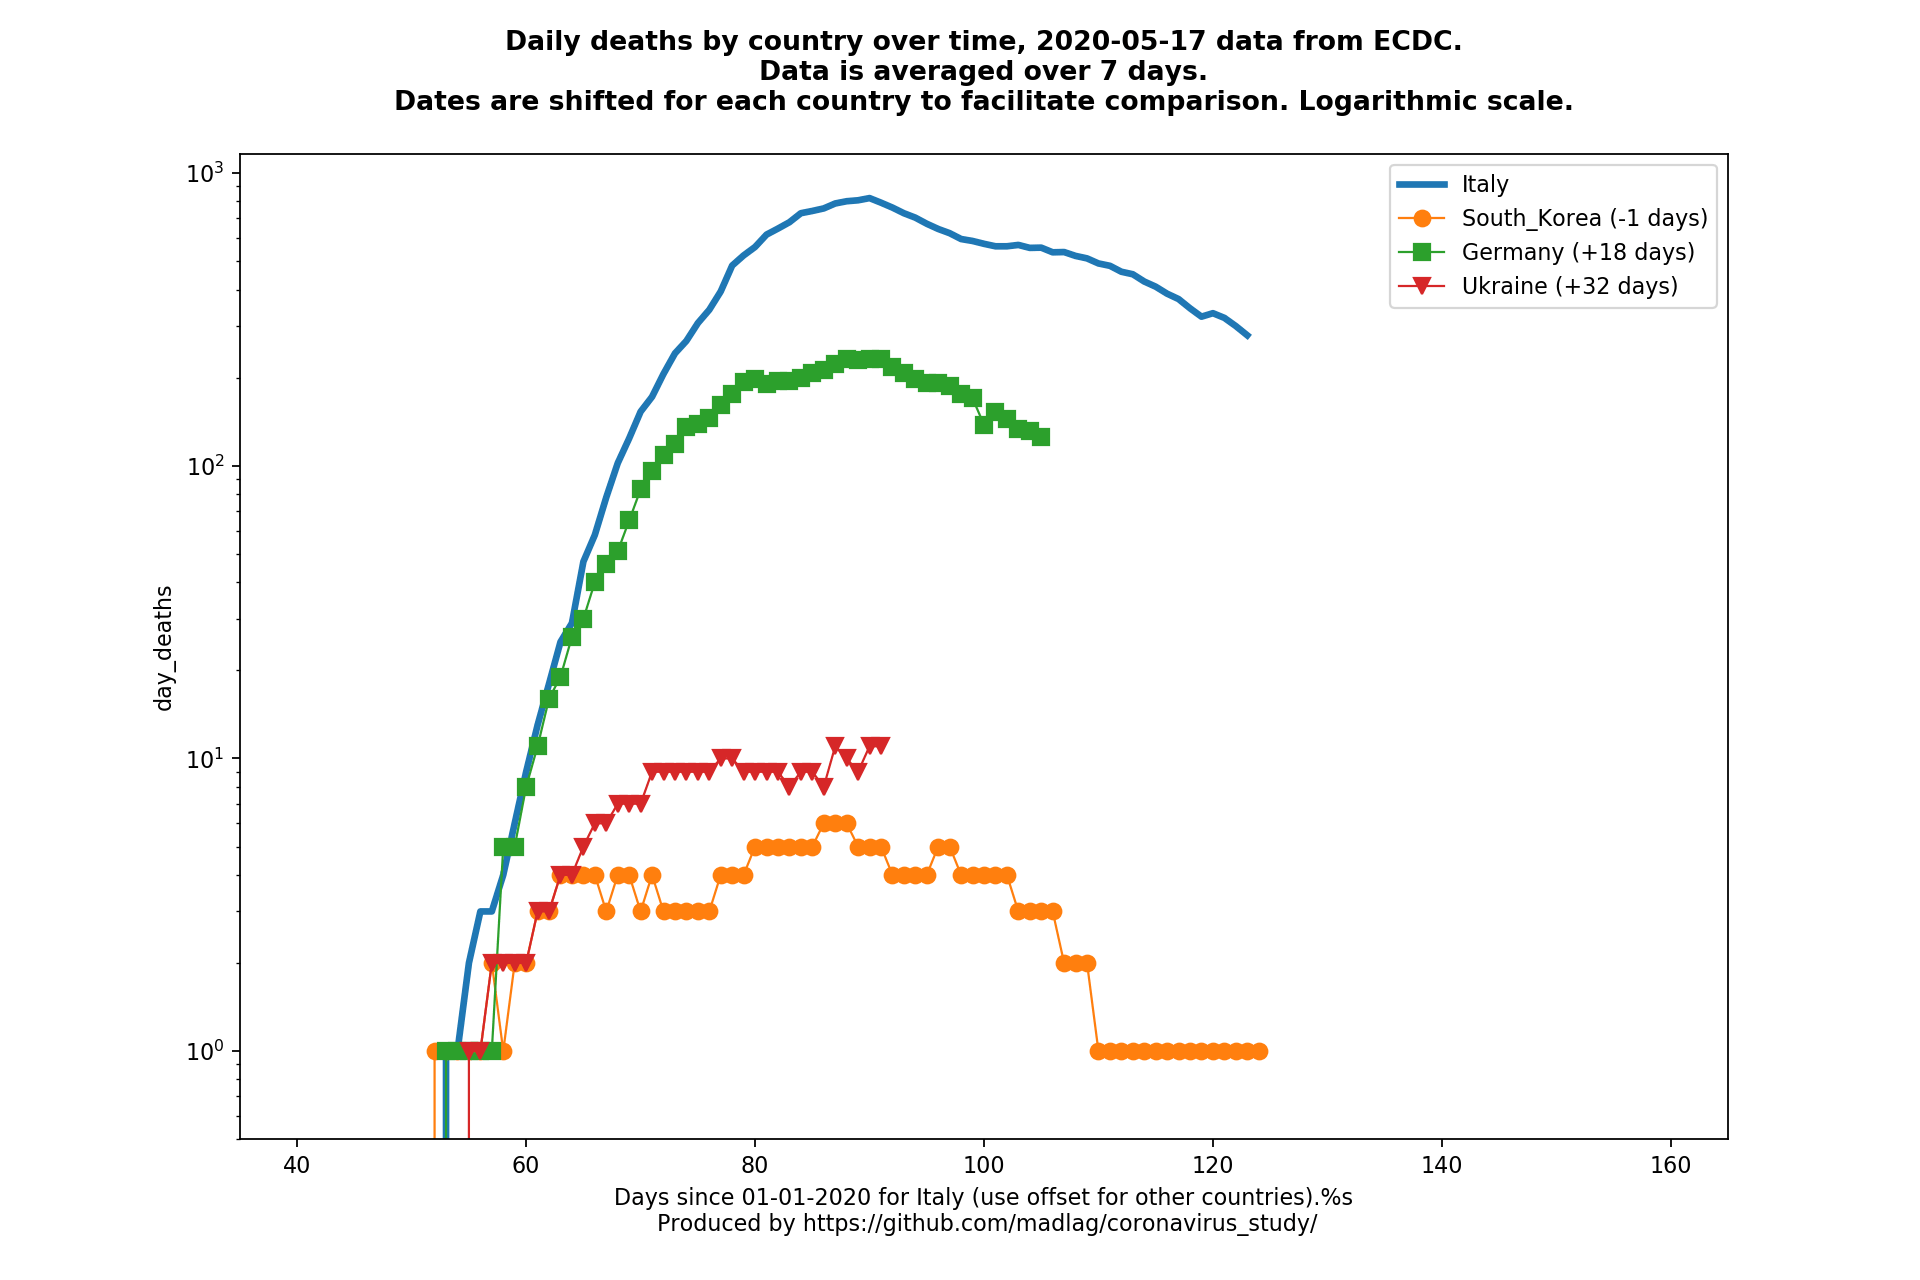 Daily deaths by country over time, 2020-05-17 data from ECDC.
Data is averaged over 7 days.
Dates are shifted for each country to facilitate comparison. Logarithmic scale.
10³
10²
10¹
10⁰
day_deaths
Italy
South_Korea (-1 days)
Germany (+18 days)
Ukraine (+32 days)
40 60 80 100 120 140 160
Days since 01-01-2020 for Italy (use offset for other countries).%s
Produced by https://github.com/madlag/coronavirus_study/